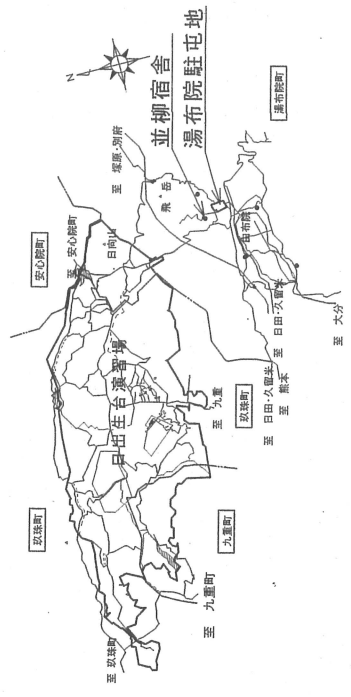 N
並柳宿舎
湯布院駐屯地
湯布院町
至 塚原・別府
飛岳
由布院
至 日田・久留米
至 大分
安心院町
至 安心院町
日向山
日出生台演習場
至 九重
玖珠町
至 日田・久留米
至 熊本
玖珠町
九重町
至 九重町
至 玖珠町